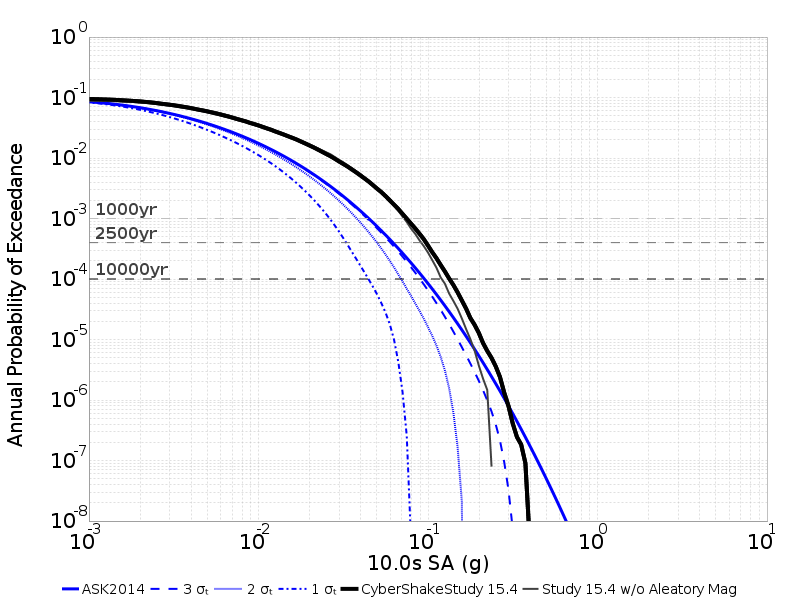 10^0
10^-1
10^-2
10^-3
10^-4
10^-5
10^-6
10^-7
10^-8
Annual Probability of Exceedance
1000yr
2500yr
10000yr
10^-3
10^-2
10^-1
10^0
10^1
10.0s SA (g)
ASK2014 3 σₜ 2 σₜ 1 σₜ CyberShakeStudy 15.4 Study 15.4 w/o Aleatory Mag